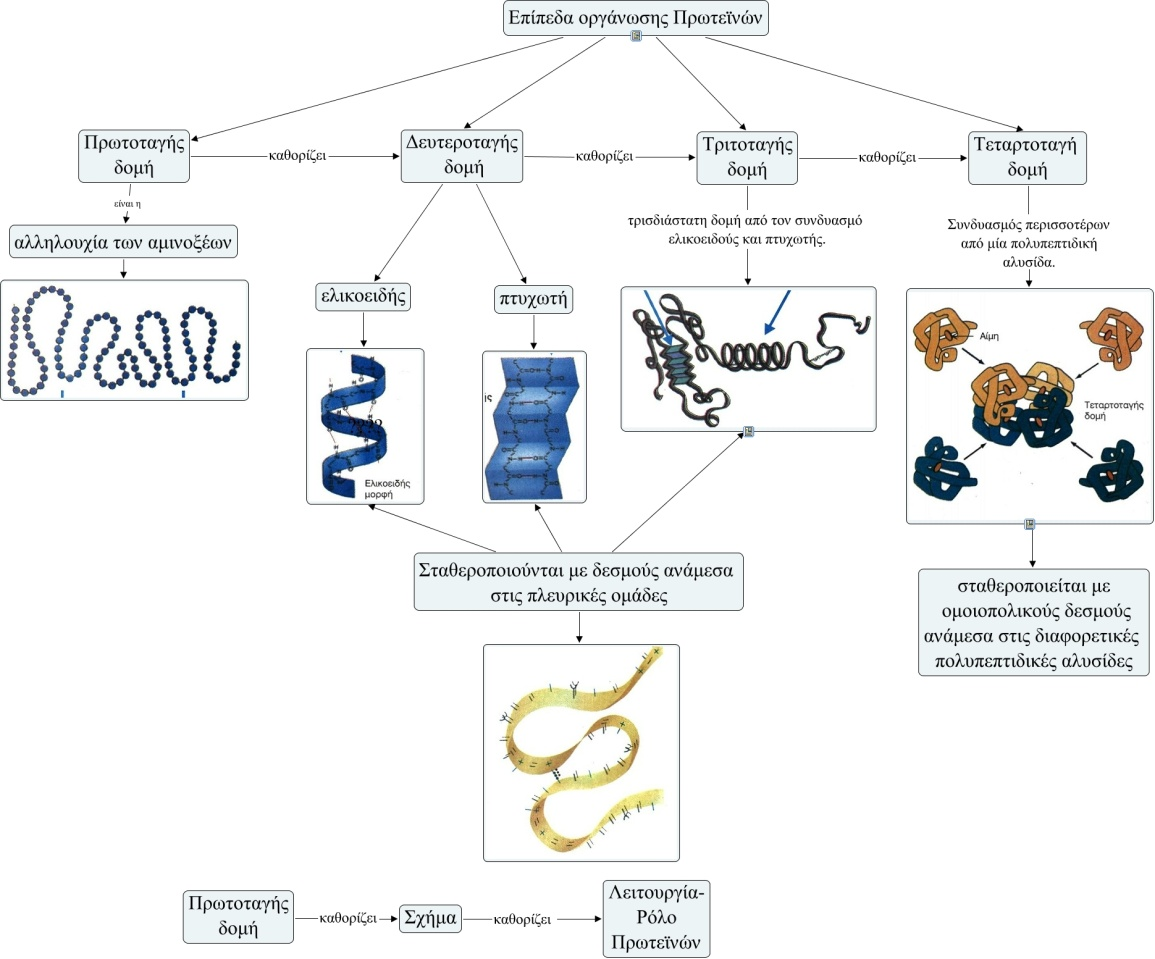 Επίπεδα οργάνωσης Πρωτεϊνών
Πρωτοταγής
δομή
καθορίζει
Δευτεροταγής
δομή
καθορίζει
Τριτοταγής
δομή
καθορίζει
Τεταρτοταγή
δομή
είναι η
αλληλουχία των αμινοξέων
τρισδιάστατη δομή από τον συνδυασμό
ελικοειδούς και πτυχωτής.
Συνδυασμός περισσοτέρων
από μία πολυπεπτιδική
αλυσίδα.
ελικοειδής
πτυχωτή
Ελικοειδής
μορφή
ις
Αίμη
Τεταρτοταγής
δομή
Σταθεροποιούνται με δεσμούς ανάμεσα
στις πλευρικές ομάδες
σταθεροποιείται με
ομοιοπολικούς δεσμούς
ανάμεσα στις διαφορετικές
πολυπεπτιδικές αλυσίδες
Πρωτοταγής
δομή
καθορίζει
Σχήμα
καθορίζει
Λειτουργία-
Ρόλο
Πρωτεϊνών